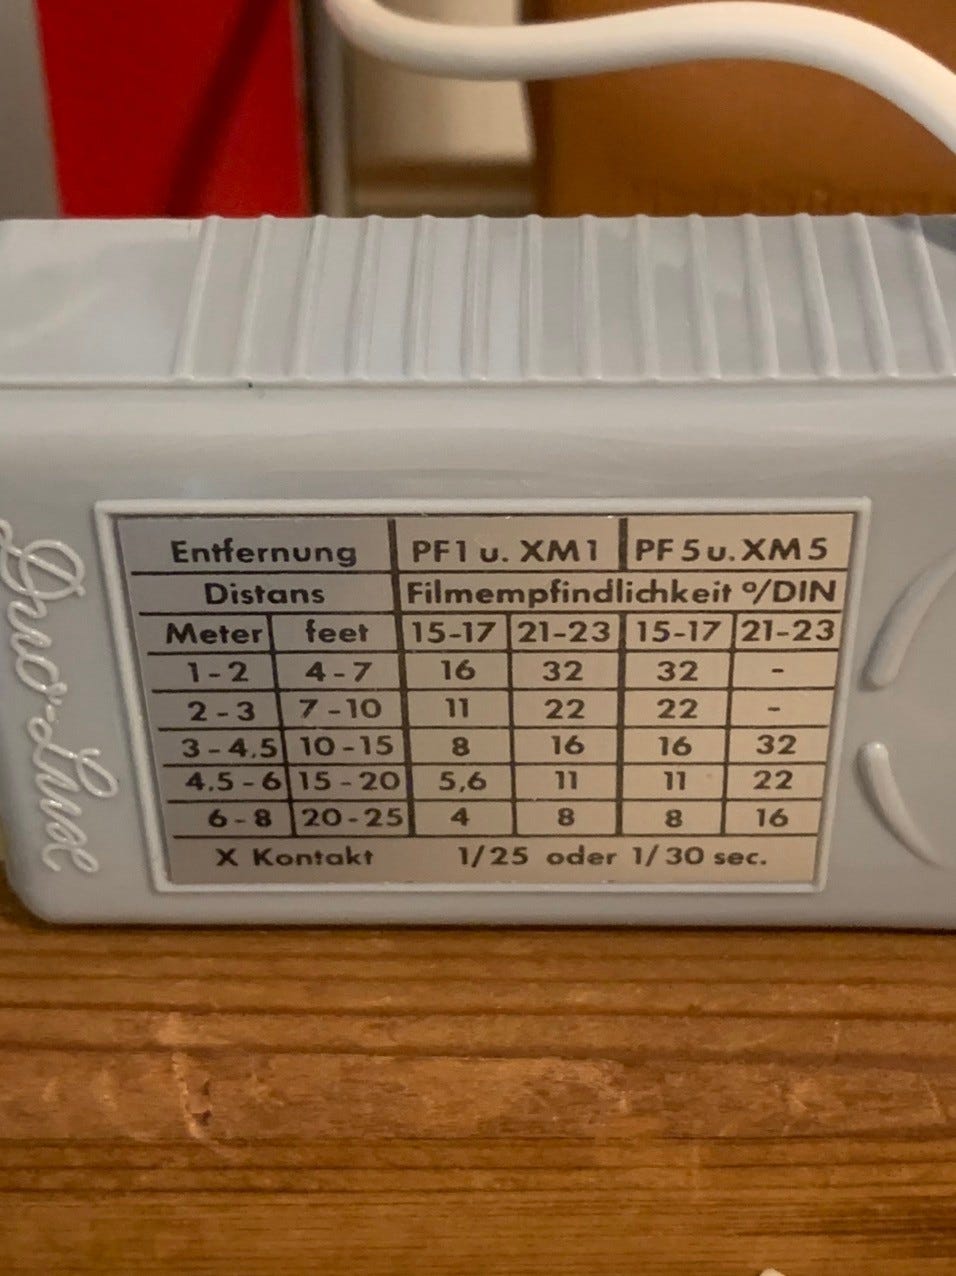 Entfernung PF1 u. XM1 PF5 u. XM5
Distans Filmempfindlichkeit °/DIN
Meter feet 15-17 21-23 15-17 21-23
1-2 4-7 16 32 32 -
2-3 7-10 11 22 22 -
3-4,5 10-15 8 16 16 32
4.5-6 15-20 5,6 11 11 22
6-8 20-25 4 8 8 16
X Kontakt 1/25 oder 1/30 sec.